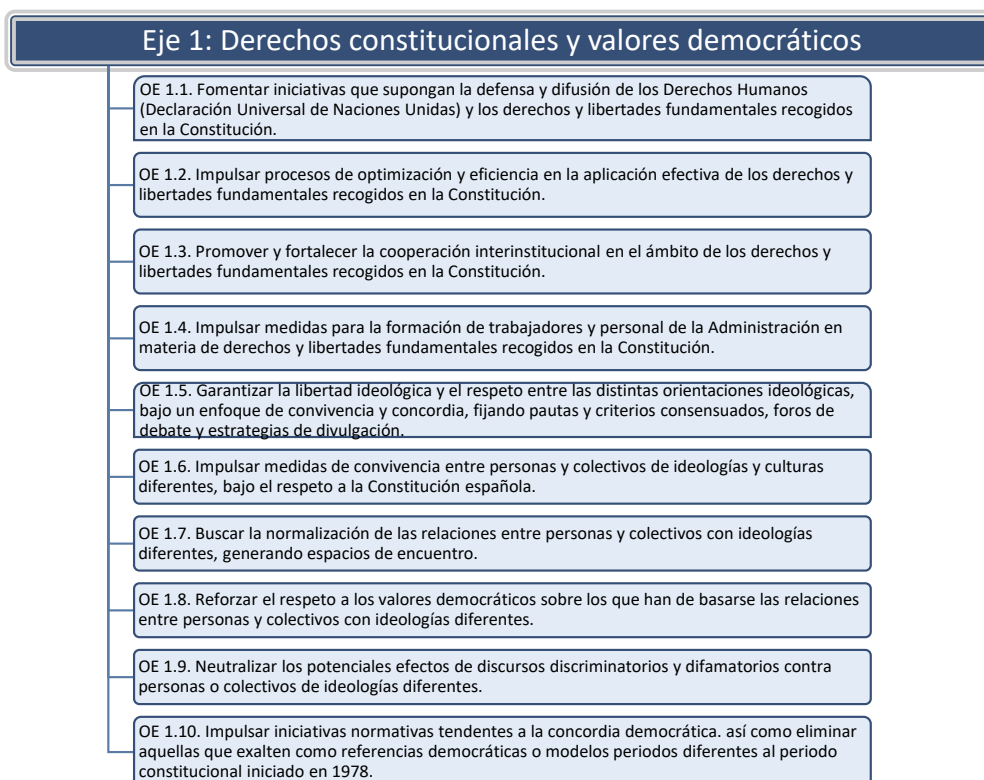 Eje 1: Derechos constitucionales y valores democráticos
OE 1.1. Fomentar iniciativas que supongan la defensa y difusión de los Derechos Humanos
(Declaración Universal de Naciones Unidas) y los derechos y libertades fundamentales recogidos
en la Constitución.
OE 1.2. Impulsar procesos de optimización y eficiencia en la aplicación efectiva de los derechos y
libertades fundamentales recogidos en la Constitución.
OE 1.3. Promover y fortalecer la cooperación interinstitucional en el ámbito de los derechos y
libertades fundamentales recogidos en la Constitución.
OE 1.4. Impulsar medidas para la formación de trabajadores y personal de la Administración en
materia de derechos y libertades fundamentales recogidos en la Constitución.
OE 1.5. Garantizar la libertad ideológica y el respeto entre las distintas orientaciones ideológicas,
bajo un enfoque de convivencia y concordia, fijando pautas y criterios consensuados, foros de
debate y estrategias de divulgación.
OE 1.6. Impulsar medidas de convivencia entre personas y colectivos de ideologías y culturas
diferentes, bajo el respeto a la Constitución española.
OE 1.7. Buscar la normalización de las relaciones entre personas y colectivos con ideologías
diferentes, generando espacios de encuentro.
OE 1.8. Reforzar el respeto a los valores democráticos sobre los que han de basarse las relaciones
entre personas y colectivos con ideologías diferentes.
OE 1.9. Neutralizar los potenciales efectos de discursos discriminatorios y difamatorios contra
personas o colectivos de ideologías diferentes.
OE 1.10. Impulsar iniciativas normativas tendentes a la concordia democrática. así como eliminar
aquellas que exalten como referencias democráticas o modelos periodos diferentes al periodo
constitucional iniciado en 1978.